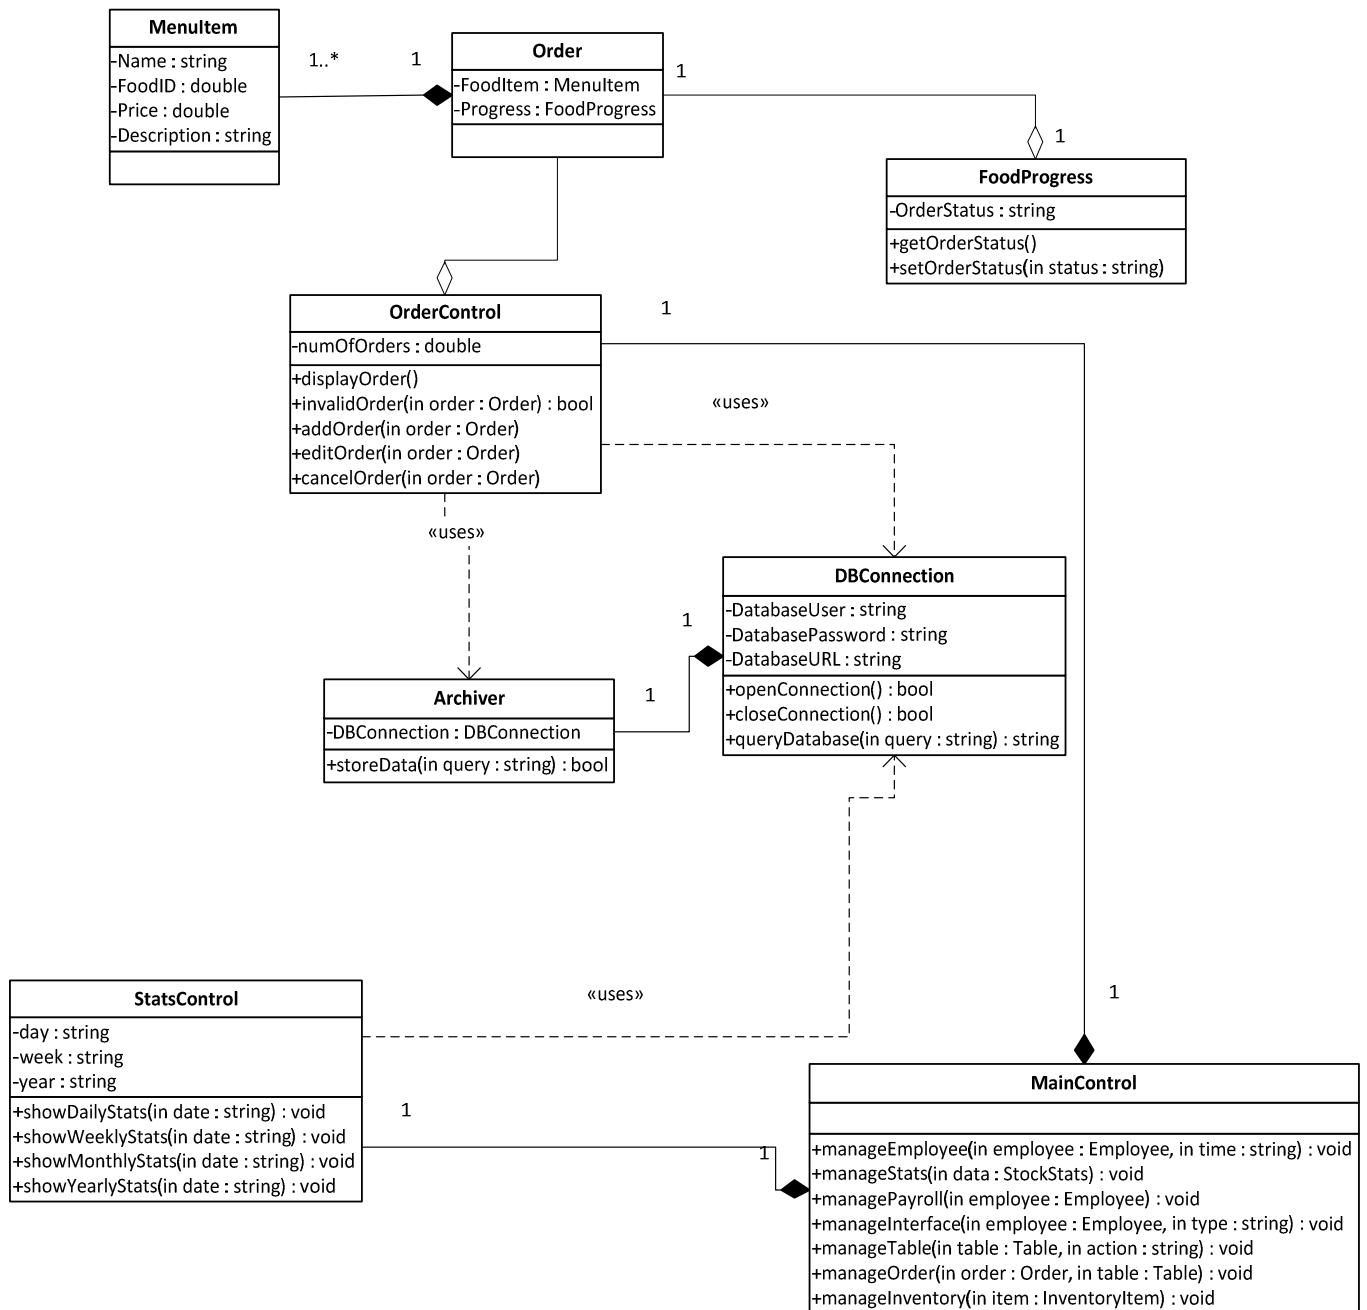 MenuItem
-Name : string
-FoodID : double
-Price : double
-Description : string
1..*
1
Order
-FoodItem : MenuItem
-Progress : FoodProgress
1
1
FoodProgress
-OrderStatus : string
+getOrderStatus()
+setOrderStatus(in status : string)
OrderControl
-numOfOrders : double
+displayOrder()
+invalidOrder(in order : Order) : bool
+addOrder(in order : Order)
+editOrder(in order : Order)
+cancelOrder(in order : Order)
1
«uses»
«uses»
DBConnection
-DatabaseUser : string
-DatabasePassword : string
-DatabaseURL : string
+openConnection() : bool
+closeConnection() : bool
+queryDatabase(in query : string) : string
1
1
Archiver
-DBConnection : DBConnection
+storeData(in query : string) : bool
StatsControl
-day : string
-week : string
-year : string
+showDailyStats(in date : string) : void
+showWeeklyStats(in date : string) : void
+showMonthlyStats(in date : string) : void
+showYearlyStats(in date : string) : void
«uses»
1
1
1
MainControl
+manageEmployee(in employee : Employee, in time : string) : void
+manageStats(in data : StockStats) : void
+managePayroll(in employee : Employee) : void
+manageInterface(in employee : Employee, in type : string) : void
+manageTable(in table : Table, in action : string) : void
+manageOrder(in order : Order, in table : Table) : void
+manageInventory(in item : InventoryItem) : void